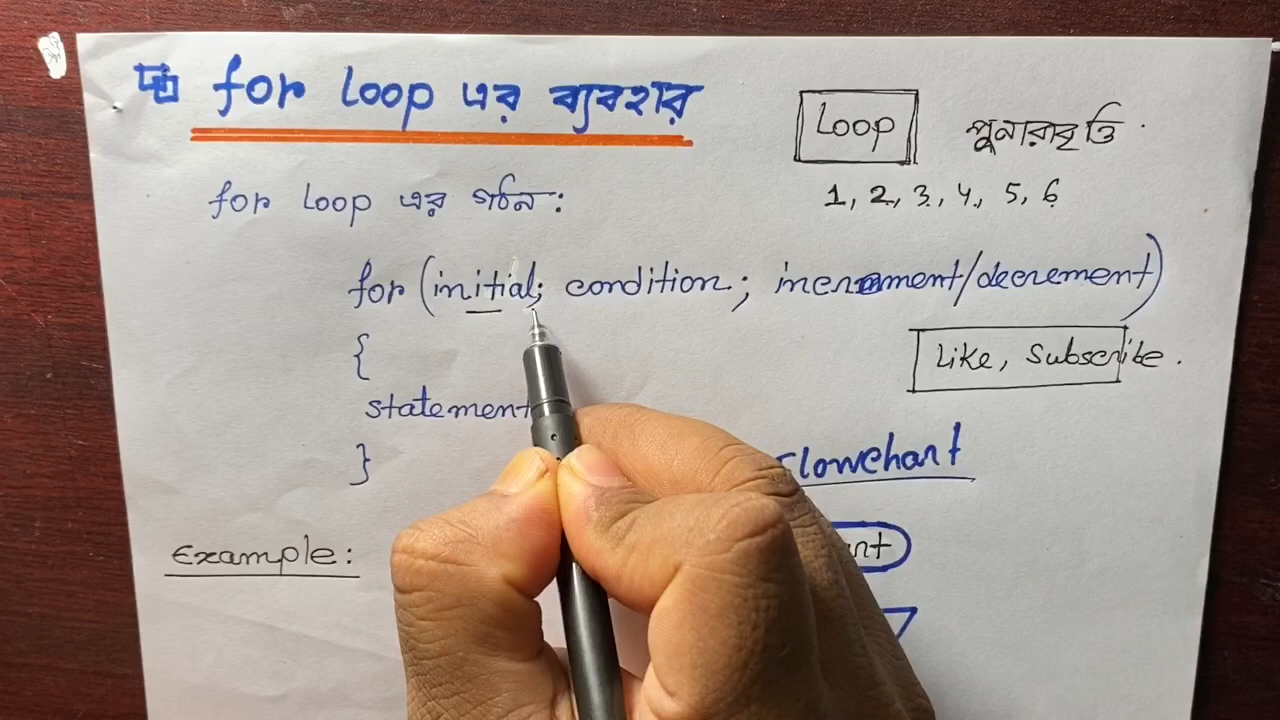 for Loop এর ব্যবহার
Loop
পুনারাবৃত্তি
1, 2, 3, 4, 5, 6
for Loop এর গঠন:
for (initial; condition; increment/decrement)
{
statement
}
Like, Subscribe.
Flowchart
Example: